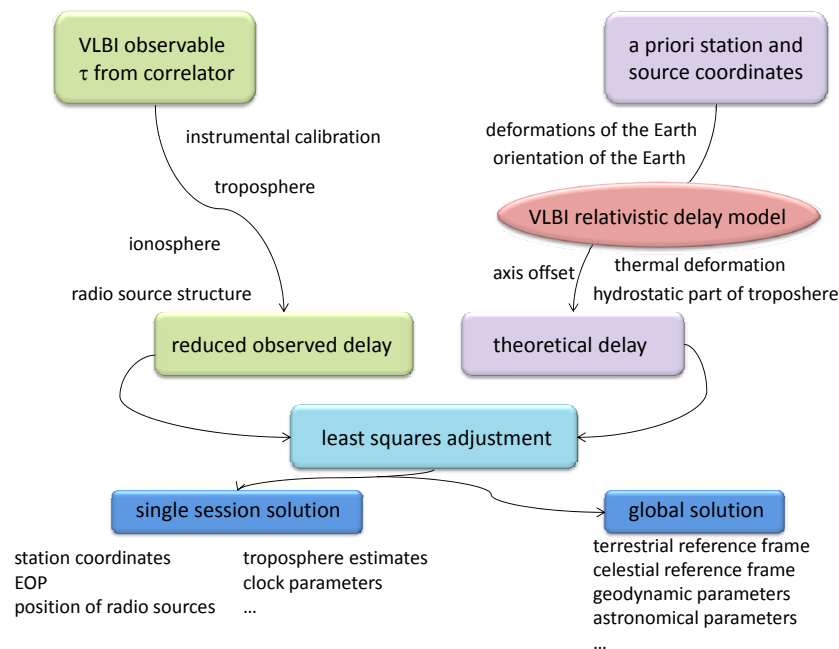 VLBI observable
τ from correlator
a priori station and
source coordinates
instrumental calibration
troposphere
ionosphere
radio source structure
deformations of the Earth
orientation of the Earth
VLBI relativistic delay model
axis offset
thermal deformation
hydrostatic part of troposhere
reduced observed delay
theoretical delay
least squares adjustment
single session solution
global solution
station coordinates
EOP
position of radio sources
troposphere estimates
clock parameters
...
terrestrial reference frame
celestial reference frame
geodynamic parameters
astronomical parameters
...